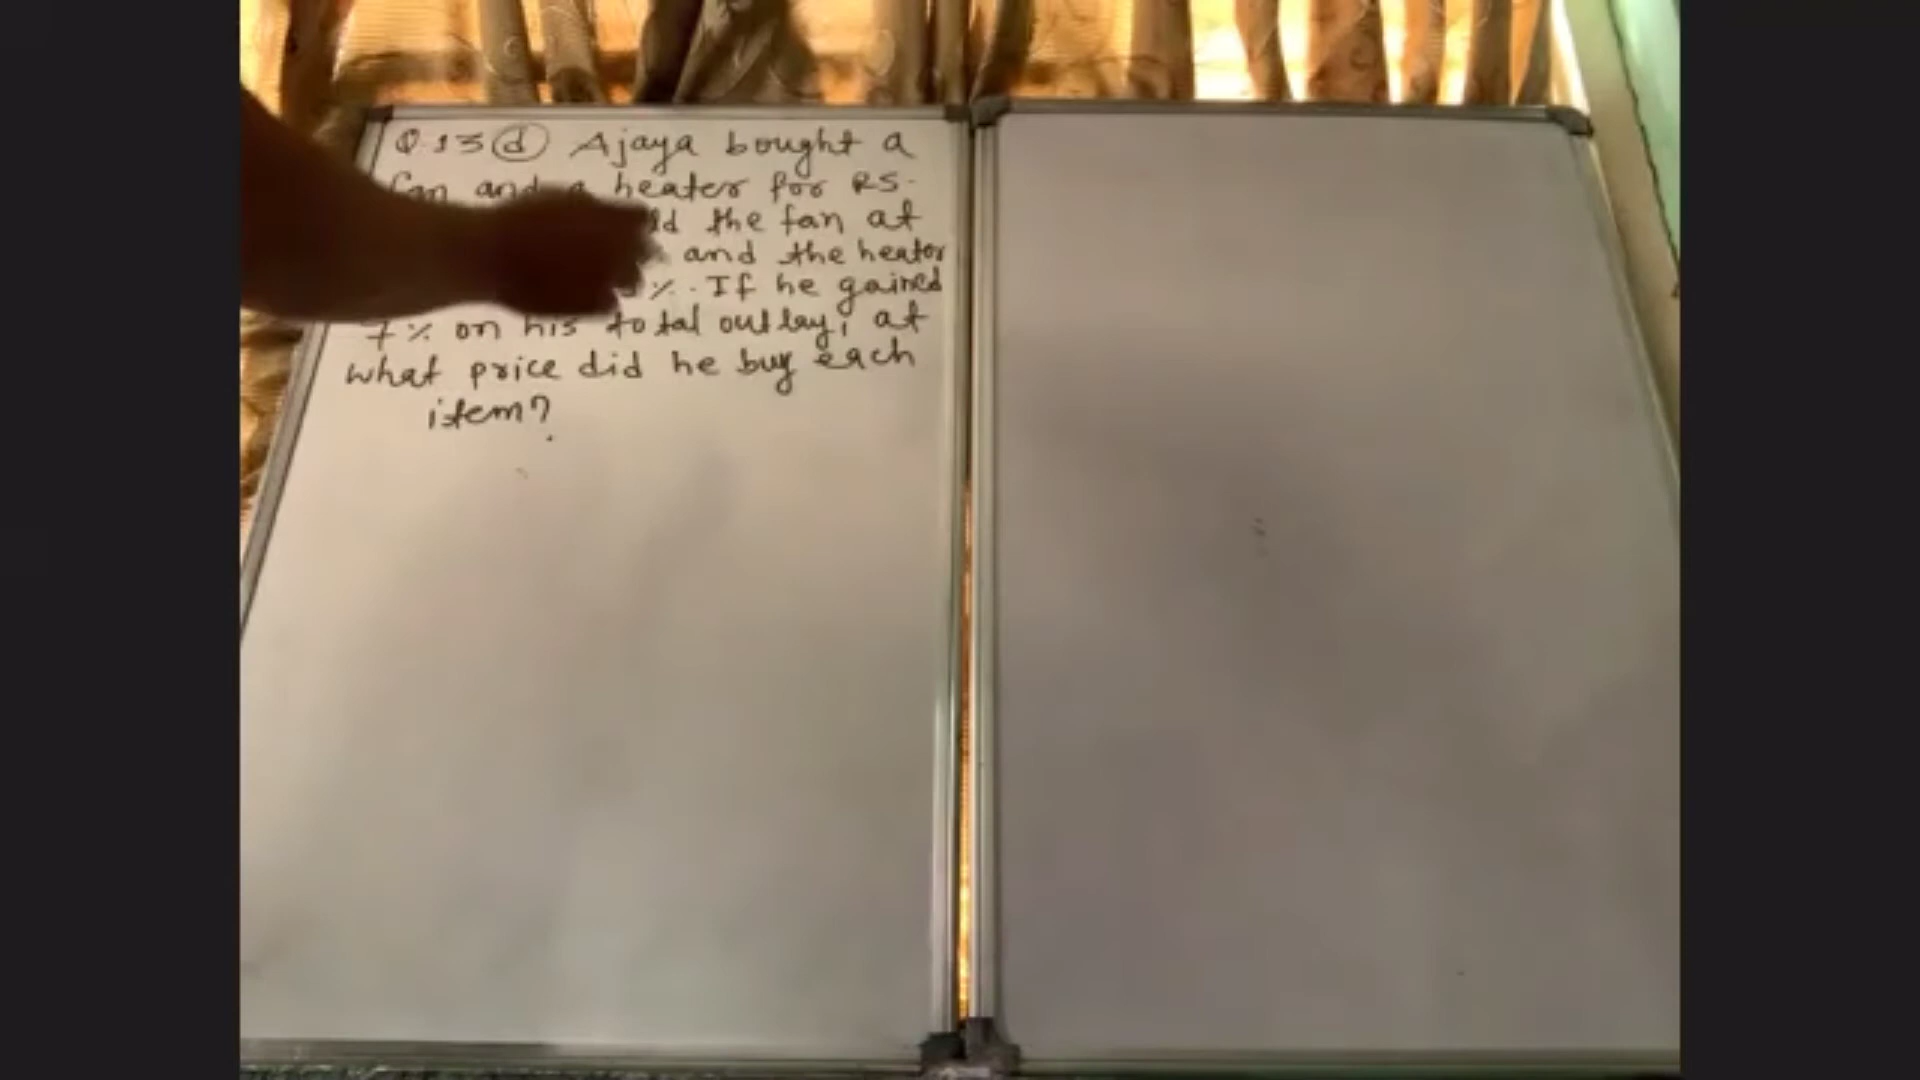 Q.13 (d) Ajaya bought a
fan and a heater for RS.
the fan at
and the heater
%. If he gained
7% on his total outlay, at
what price did he buy each
item?